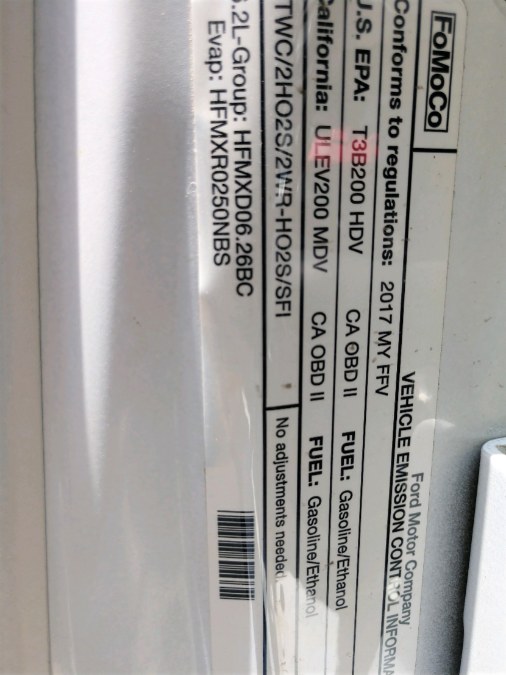 FoMoCo
Ford Motor Company
VEHICLE EMISSION CONTROL INFORMA
Conforms to regulations: 2017 MY FFV
U.S. EPA: T3B200 HDV CA OBD II FUEL: Gasoline/Ethanol
California: ULEV200 MDV CA OBD II FUEL: Gasoline/Ethanol
TWC/2HO2S/2WR-HO2S/SFI No adjustments needed.
6.2L-Group: HFMXD06.26BC
Evap: HFMXR0250NBS